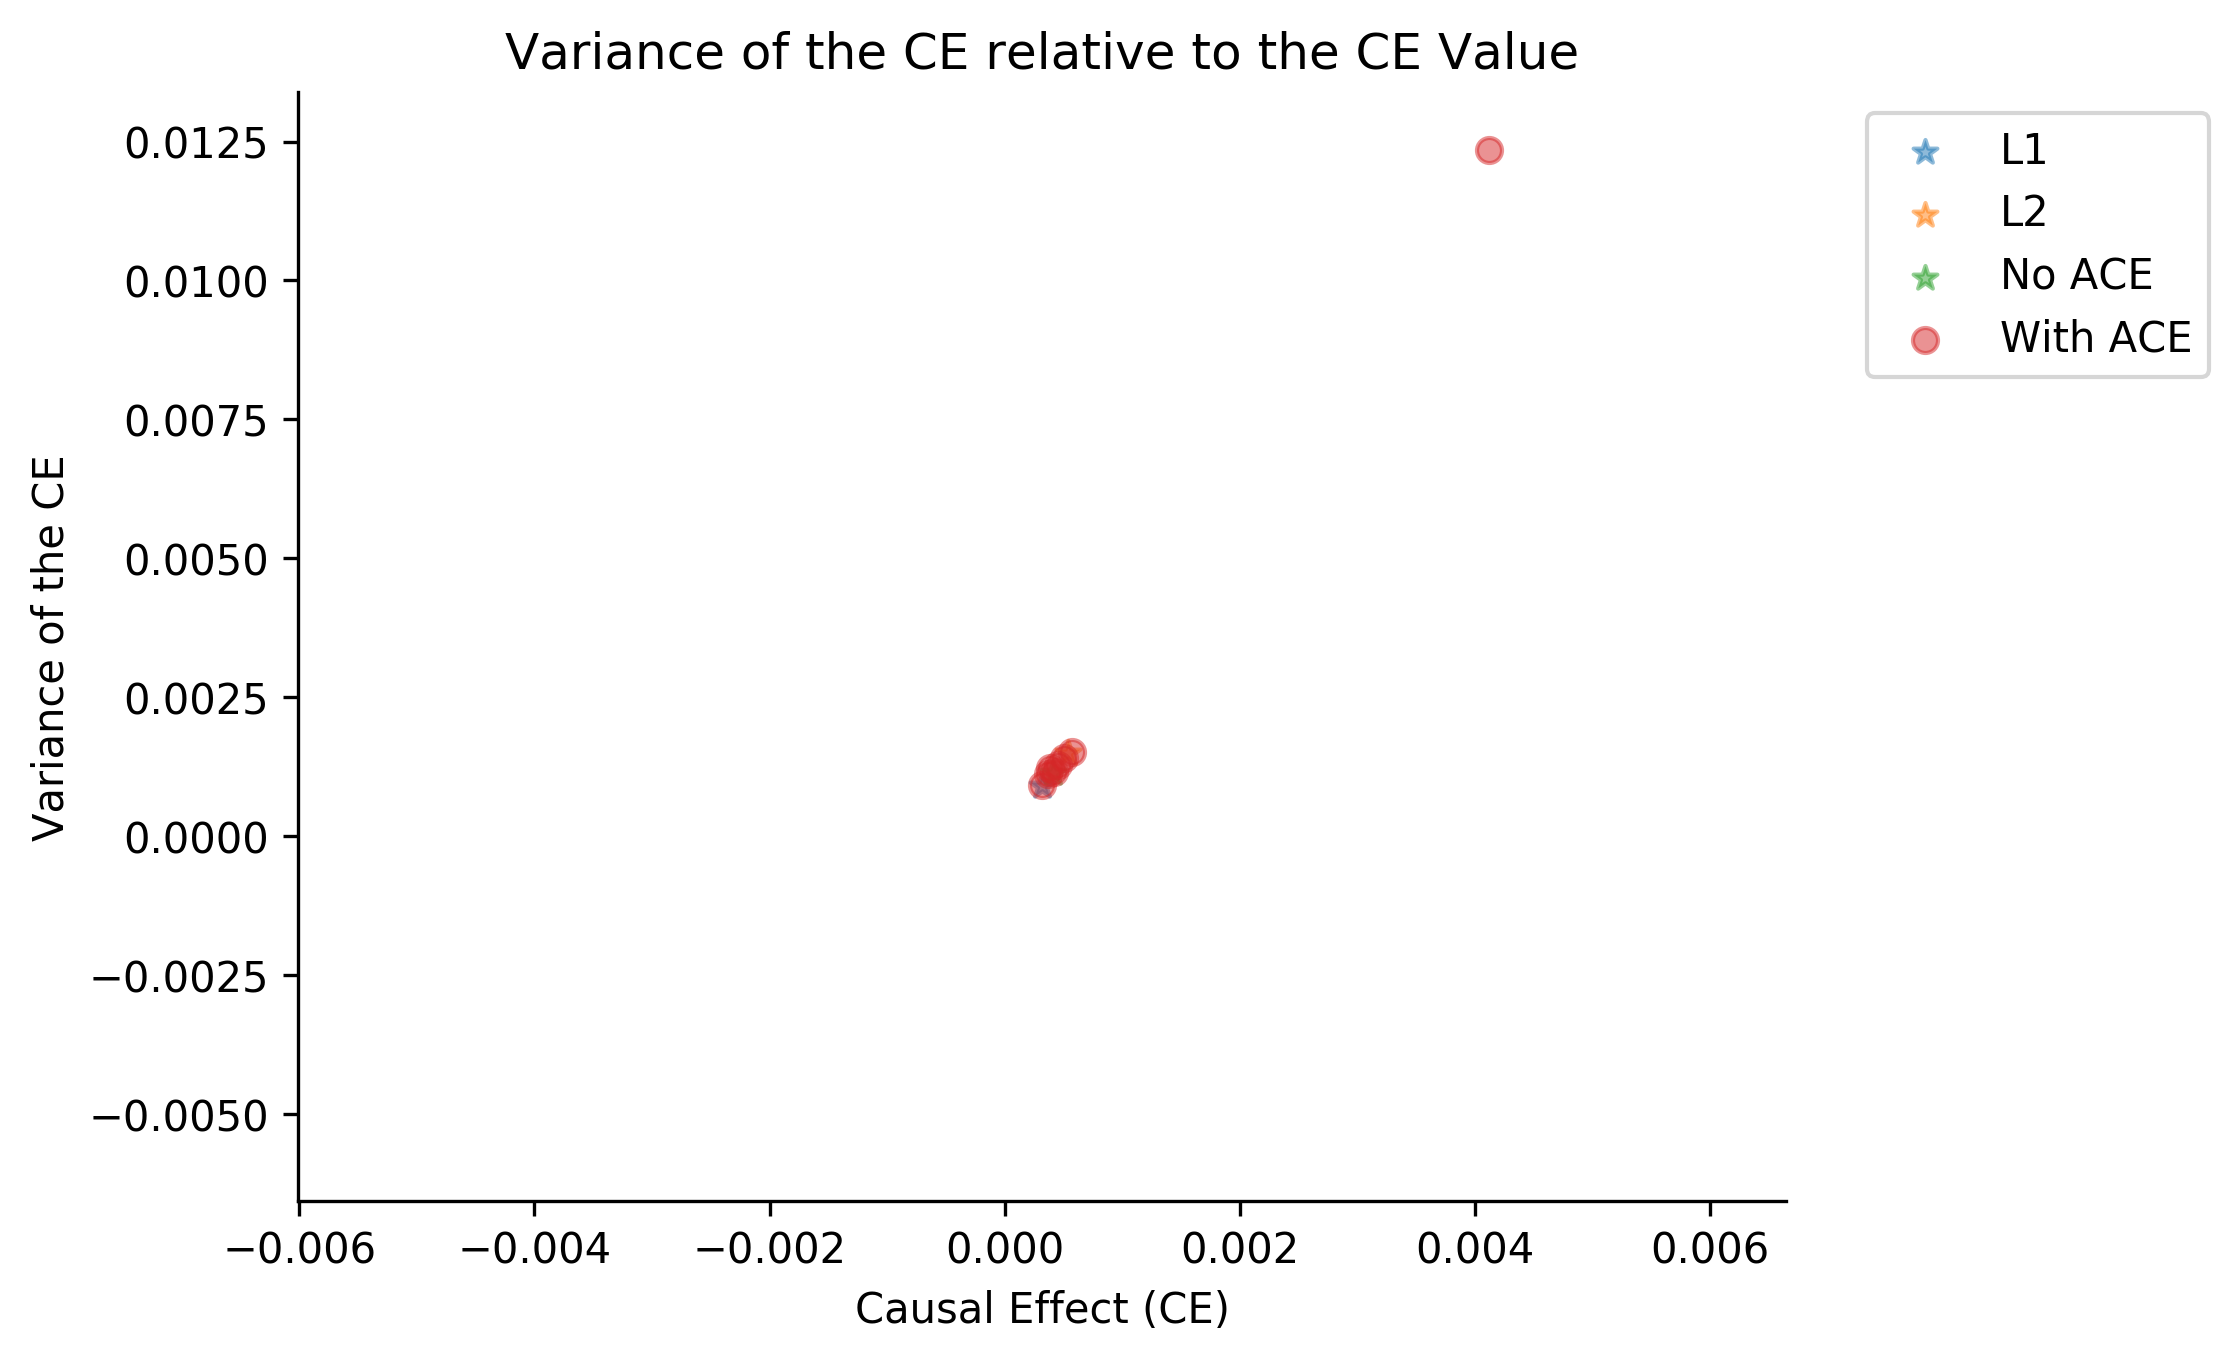 Variance of the CE relative to the CE Value
0.0125
0.0100
0.0075
0.0050
0.0025
0.0000
−0.0025
−0.0050
Variance of the CE
−0.006
−0.004
−0.002
0.000
0.002
0.004
0.006
Causal Effect (CE)
L1
L2
No ACE
With ACE